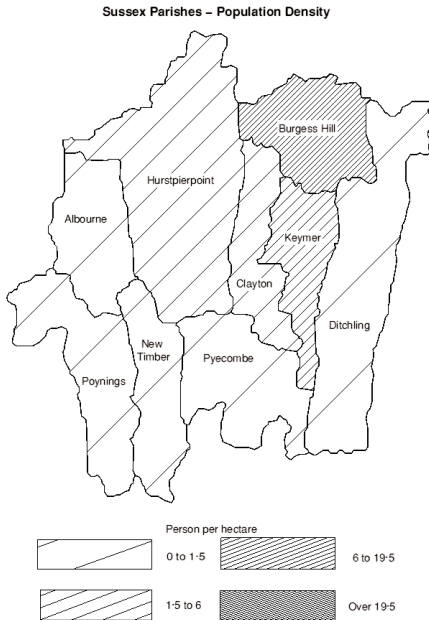 Sussex Parishes – Population Density
Burgess Hill
Hurstpierpoint
Albourne
Keymer
Clayton
Ditchling
New
Timber
Pyecombe
Poynings
Person per hectare
0 to 1·5
6 to 19·5
1·5 to 6
Over 19·5